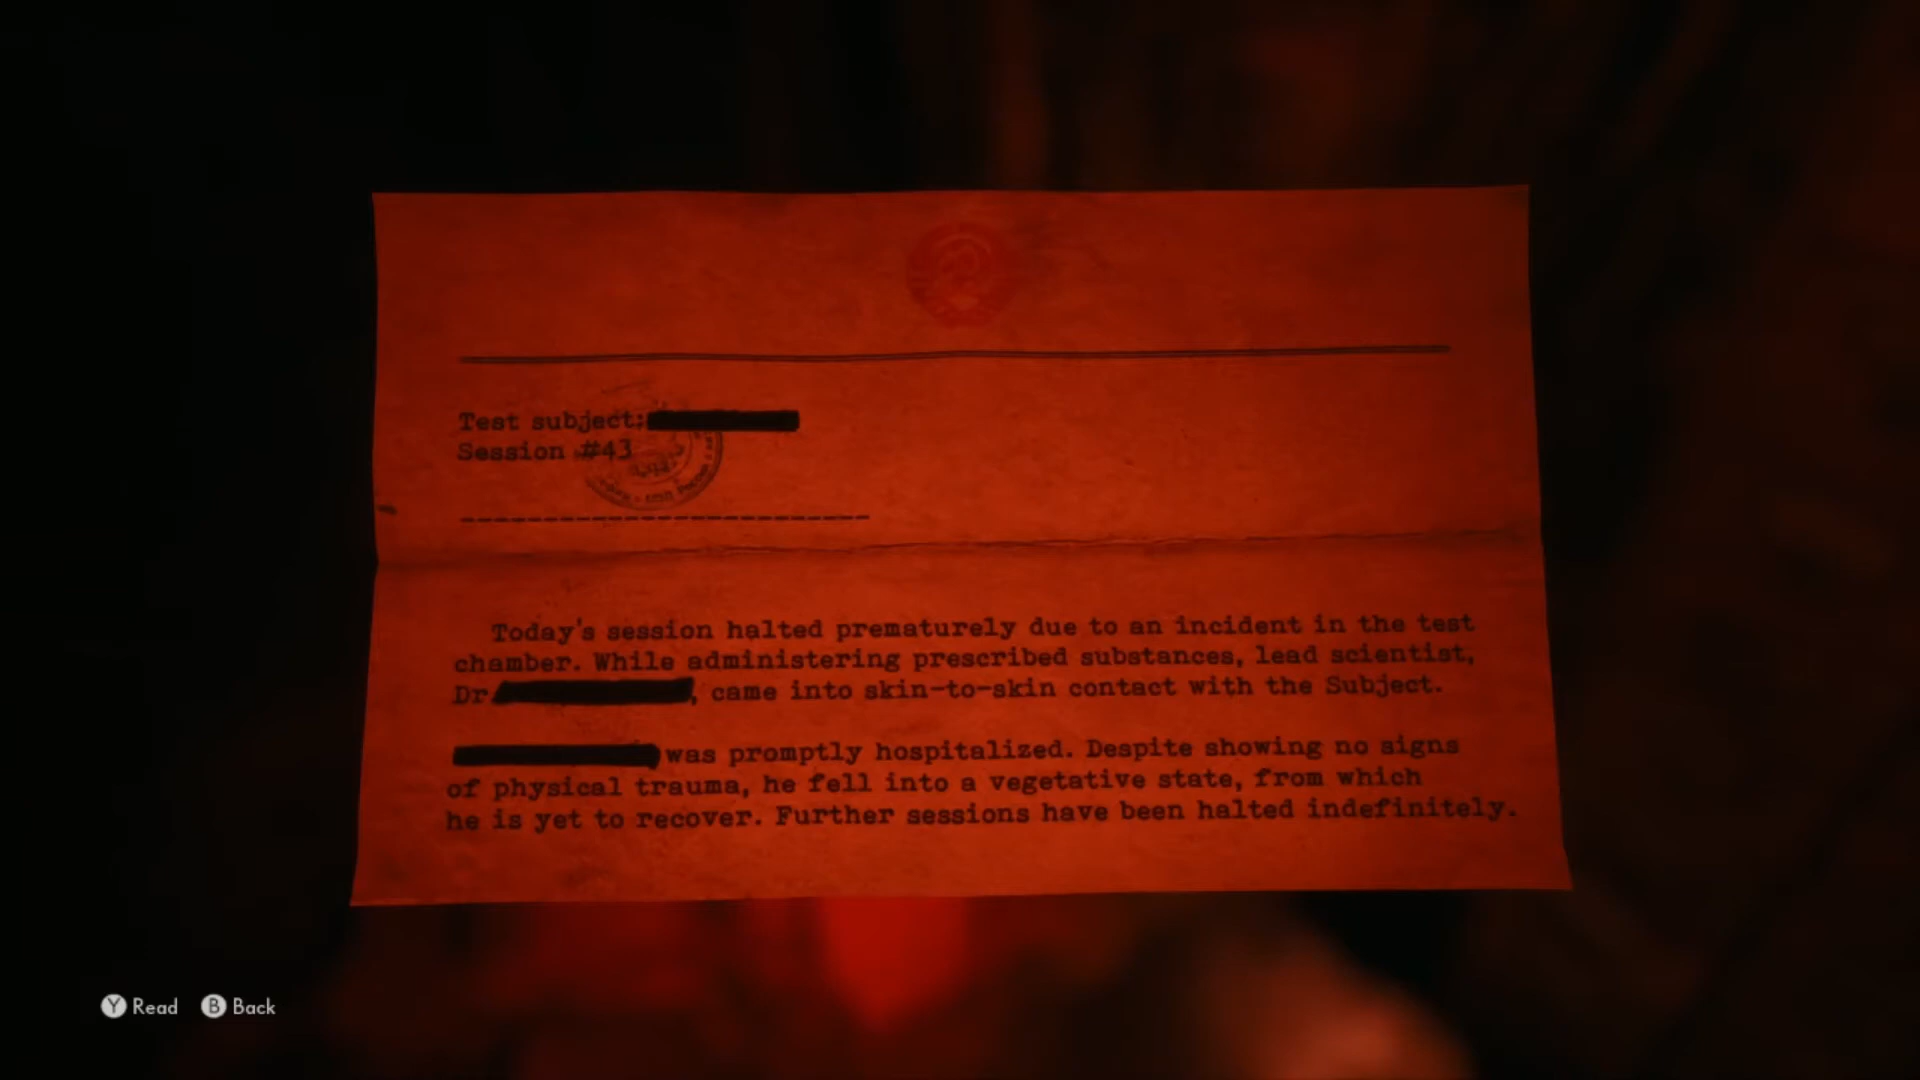 Test subject:
Session #43
Today's session halted prematurely due to an incident in the test
chamber. While administering prescribed substances, lead scientist,
Dr , came into skin-to-skin contact with the Subject.
was promptly hospitalized. Despite showing no signs
of physical trauma, he fell into a vegetative state, from which
he is yet to recover. Further sessions have been halted indefinitely.
Y Read B Back